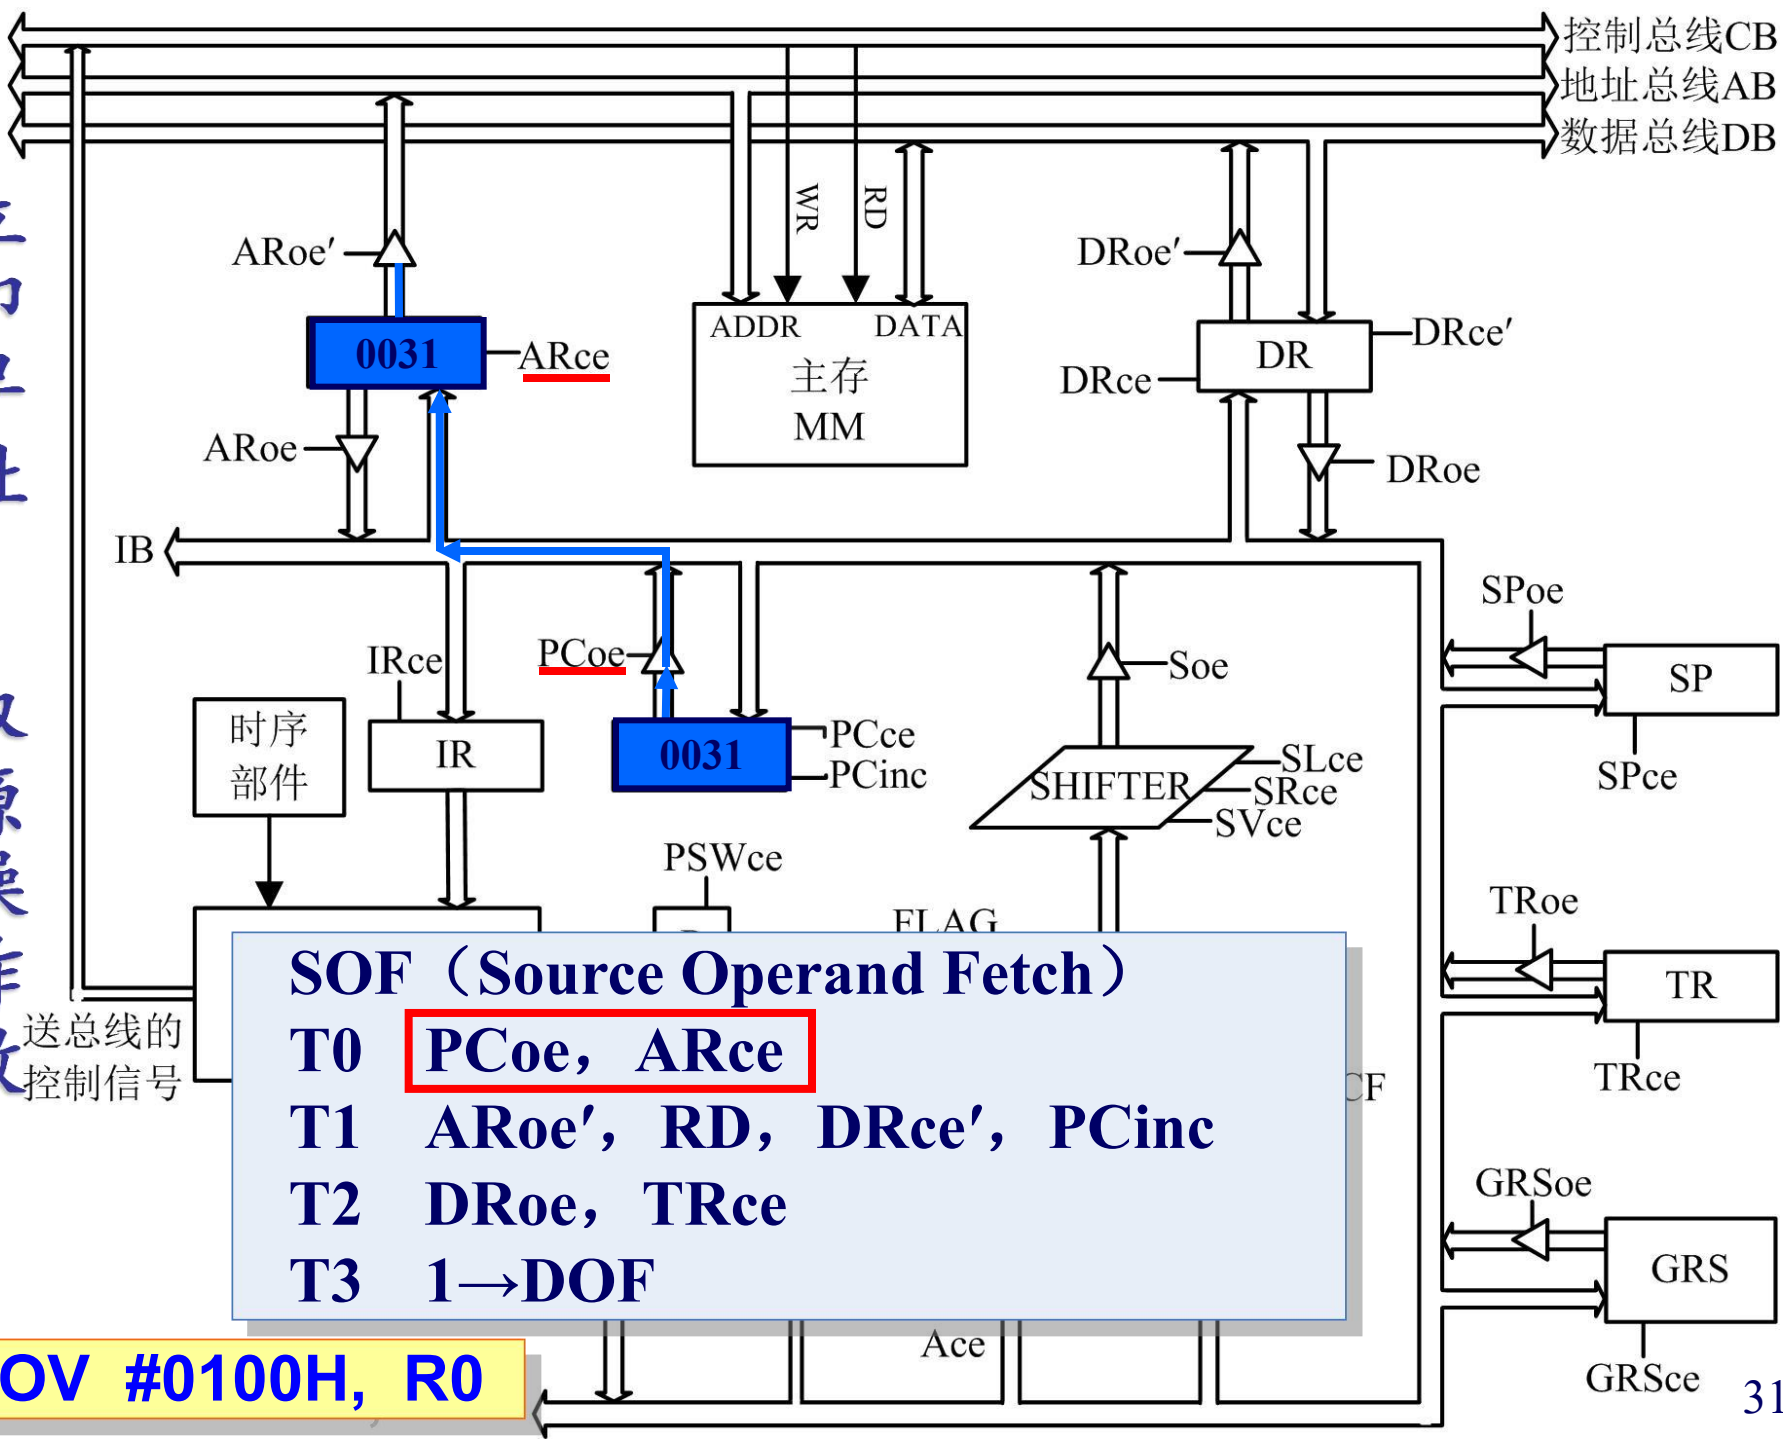 控制总线CB
地址总线AB
数据总线DB
WR
RD
ARoe′
DRoe′
ADDR
DATA
0031
ARce
主存
MM
DR
DRce′
DRce
ARoe
DRoe
IB
SPoe
IRce
PCoe
Soe
SP
时序
部件
IR
0031
PCce
PCinc
SHIFTER
SLce
SRce
SVce
SPce
PSWce
TRoe
FLAG
SOF（Source Operand Fetch）
TR
送总线的
控制信号
T0 PCoe， ARce
CF
TRce
T1 ARoe′， RD， DRce′， PCinc
T2 DRoe， TRce
GRSoe
T3 1→DOF
GRS
Ace
OV #0100H, R0
GRSce
31